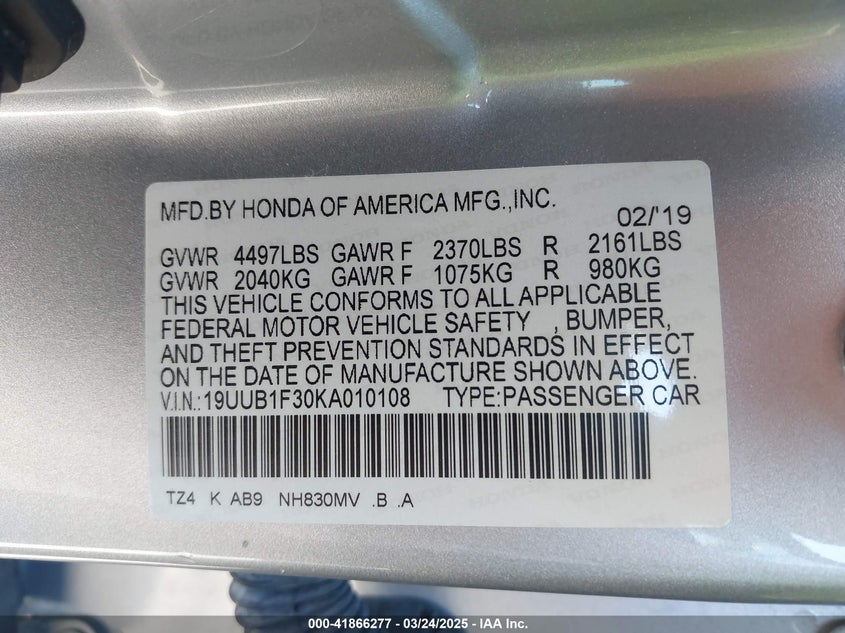 MFD.BY HONDA OF AMERICA MFG.,INC.
02/'19
GVWR 4497LBS GAWR F 2370LBS R 2161LBS
GVWR 2040KG GAWR F 1075KG R 980KG
THIS VEHICLE CONFORMS TO ALL APPLICABLE
FEDERAL MOTOR VEHICLE SAFETY , BUMPER,
AND THEFT PREVENTION STANDARDS IN EFFECT
ON THE DATE OF MANUFACTURE SHOWN ABOVE.
V.I.N.:19UUB1F30KA010108 TYPE:PASSENGER CAR
TZ4 K AB9 NH830MV .B .A
000-41866277 — 03/24/2025 — IAA Inc.